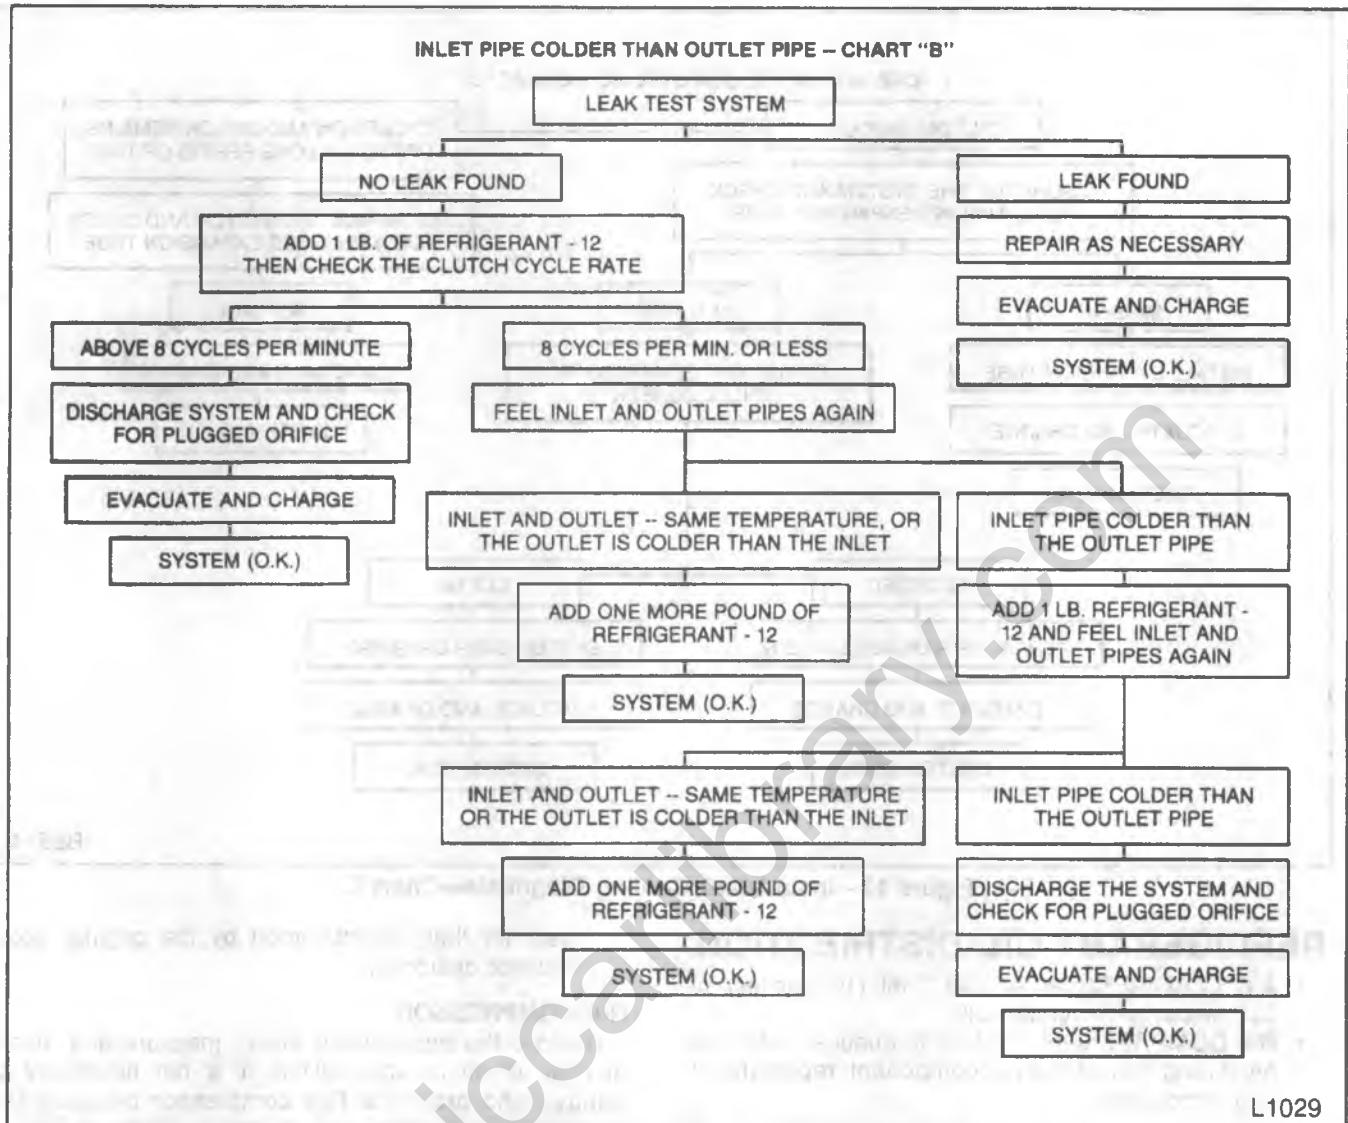 INLET PIPE COLDER THAN OUTLET PIPE – CHART "B"
LEAK TEST SYSTEM
NO LEAK FOUND
LEAK FOUND
ADD 1 LB. OF REFRIGERANT - 12
THEN CHECK THE CLUTCH CYCLE RATE
REPAIR AS NECESSARY
EVACUATE AND CHARGE
SYSTEM (O.K.)
ABOVE 8 CYCLES PER MINUTE
8 CYCLES PER MIN. OR LESS
DISCHARGE SYSTEM AND CHECK
FOR PLUGGED ORIFICE
FEEL INLET AND OUTLET PIPES AGAIN
EVACUATE AND CHARGE
SYSTEM (O.K.)
INLET AND OUTLET -- SAME TEMPERATURE, OR
THE OUTLET IS COLDER THAN THE INLET
INLET PIPE COLDER THAN
THE OUTLET PIPE
ADD ONE MORE POUND OF
REFRIGERANT - 12
ADD 1 LB. REFRIGERANT -
12 AND FEEL INLET AND
OUTLET PIPES AGAIN
SYSTEM (O.K.)
INLET AND OUTLET -- SAME TEMPERATURE
OR THE OUTLET IS COLDER THAN THE INLET
INLET PIPE COLDER THAN
THE OUTLET PIPE
ADD ONE MORE POUND OF
REFRIGERANT - 12
DISCHARGE THE SYSTEM AND
CHECK FOR PLUGGED ORIFICE
SYSTEM (O.K.)
EVACUATE AND CHARGE
SYSTEM (O.K.)
L1029
iccarlibrary.com